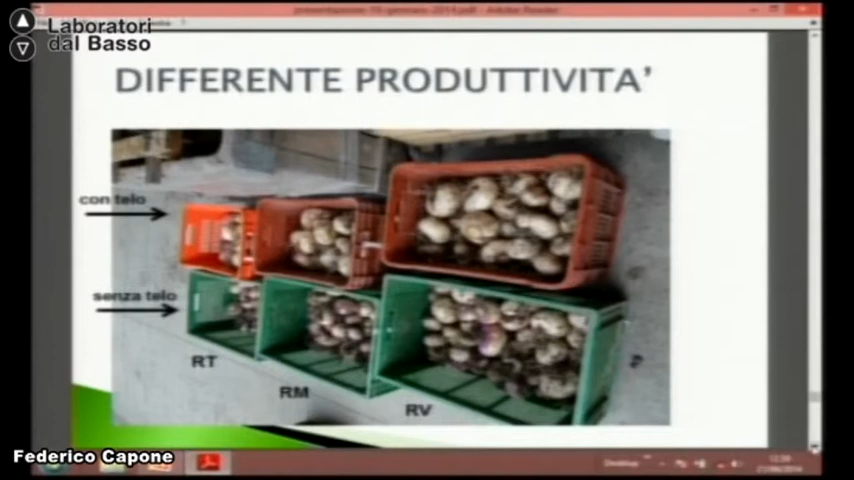 presentazione-10-gennaio-2014.pdf - Adobe Reader
Laboratori
dal Basso
DIFFERENTE PRODUTTIVITA'
con telo
senza telo
RT
RM
RV
Federico Capone
Desktop